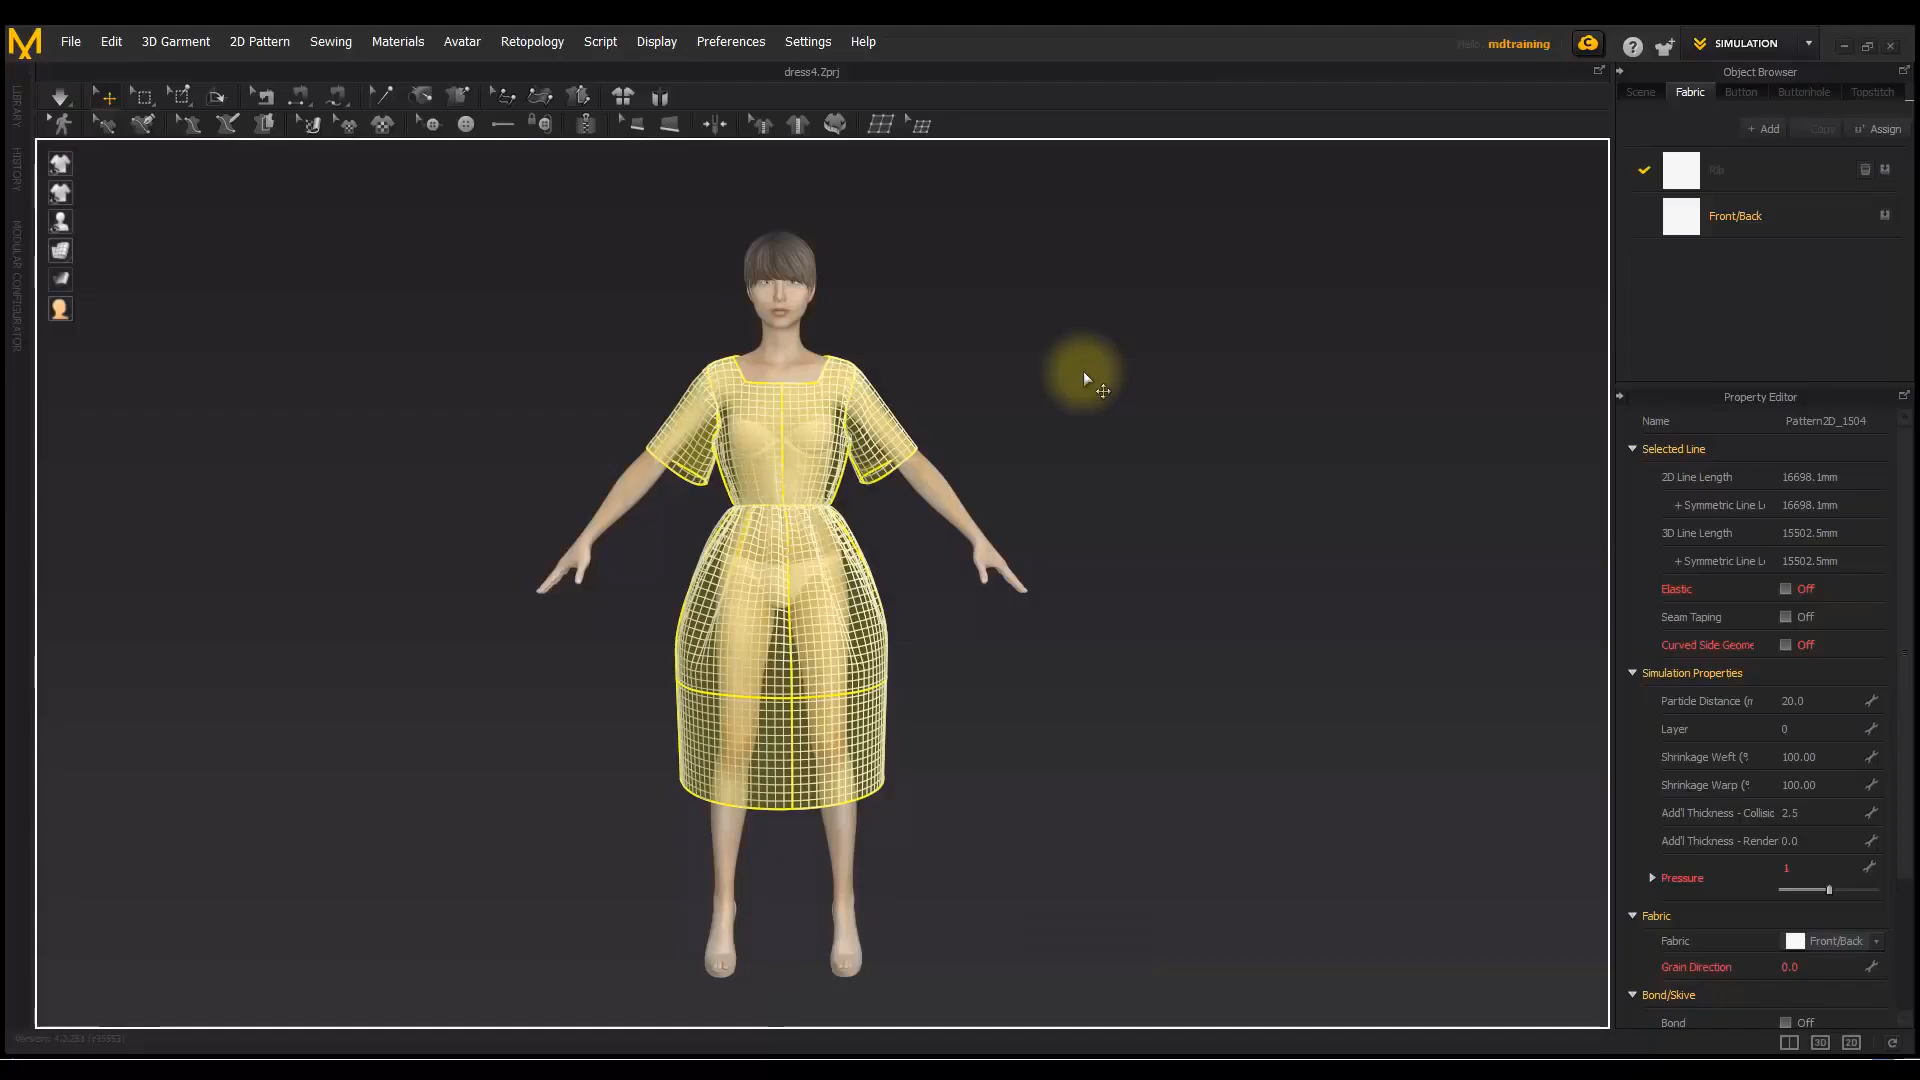 File Edit 3D Garment 2D Pattern Sewing Materials Avatar Retopology Script Display Preferences Settings Help
Hello, mdtraining
SIMULATION
dress4.Zprj
Object Browser
Scene Fabric Button Buttonhole Topstitch
+ Add Copy Assign
Rib
Front/Back
LIBRARY
HISTORY
MODULAR CONFIGURATOR
Property Editor
Name Pattern2D_1504
Selected Line
2D Line Length 16698.1mm
+ Symmetric Line L 16698.1mm
3D Line Length 15502.5mm
+ Symmetric Line L 15502.5mm
Elastic Off
Seam Taping Off
Curved Side Geome Off
Simulation Properties
Particle Distance (m 20.0
Layer 0
Shrinkage Weft (% 100.00
Shrinkage Warp (% 100.00
Add'l Thickness - Collisic 2.5
Add'l Thickness - Render 0.0
Pressure 1
Fabric
Fabric Front/Back
Grain Direction 0.0
Bond/Skive
Bond Off
3D 2D